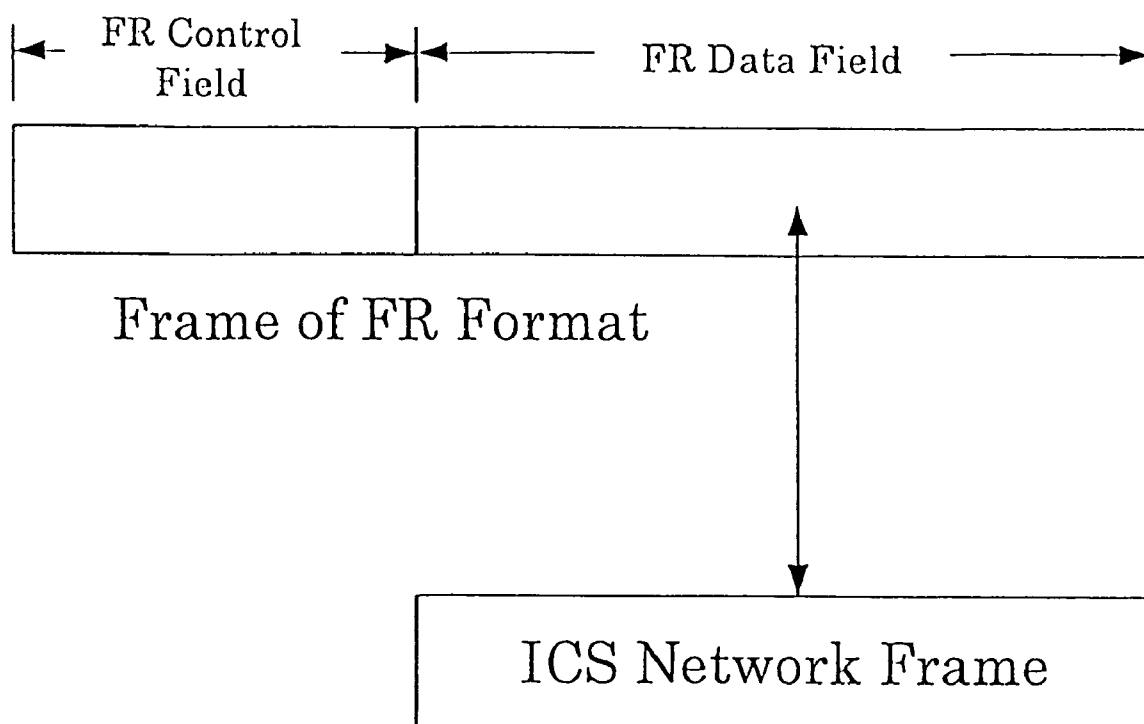 FR Control
Field
FR Data Field
Frame of FR Format
ICS Network Frame